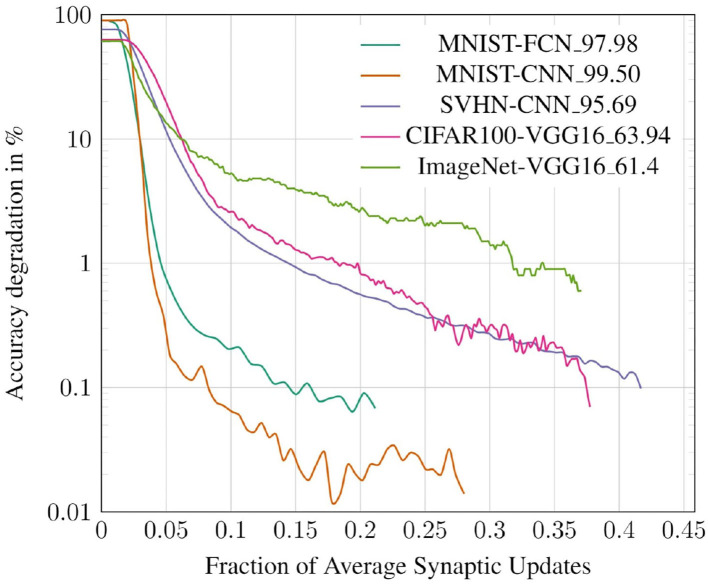 100
10
1
0.1
0.01
Accuracy degradation in %
MNIST-FCN_97.98
MNIST-CNN_99.50
SVHN-CNN_95.69
CIFAR100-VGG16_63.94
ImageNet-VGG16_61.4
0 0.05 0.1 0.15 0.2 0.25 0.3 0.35 0.4 0.45
Fraction of Average Synaptic Updates